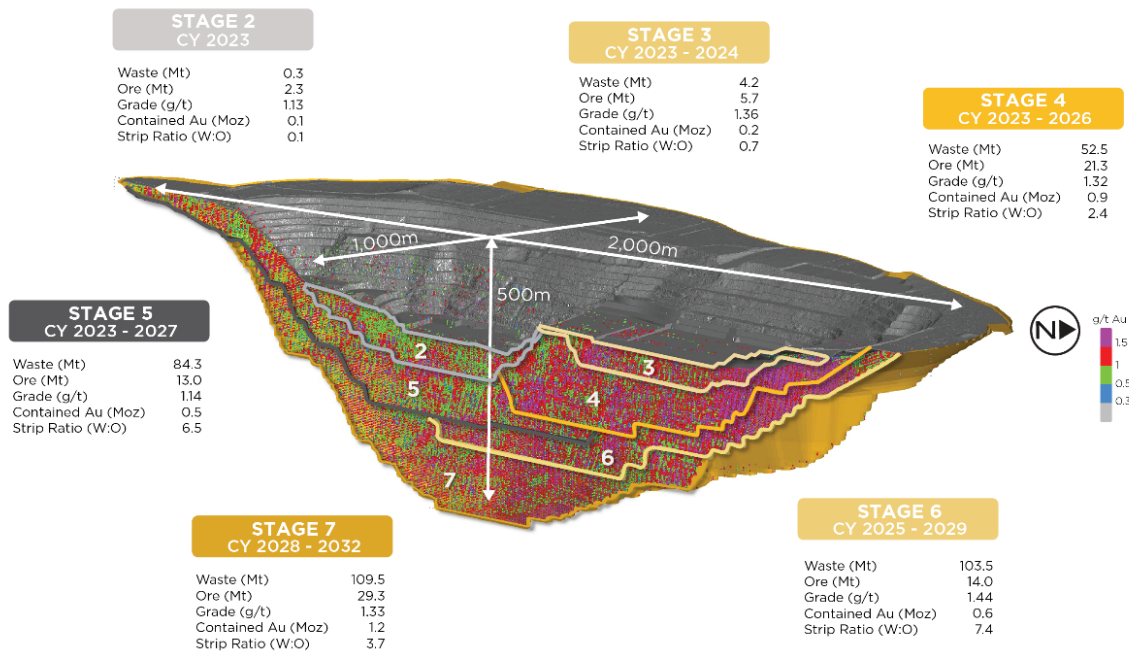 STAGE 2
CY 2023
Waste (Mt) 0.3
Ore (Mt) 2.3
Grade (g/t) 1.13
Contained Au (Moz) 0.1
Strip Ratio (W:O) 0.1
STAGE 3
CY 2023 - 2024
Waste (Mt) 4.2
Ore (Mt) 5.7
Grade (g/t) 1.36
Contained Au (Moz) 0.2
Strip Ratio (W:O) 0.7
STAGE 4
CY 2023 - 2026
Waste (Mt) 52.5
Ore (Mt) 21.3
Grade (g/t) 1.32
Contained Au (Moz) 0.9
Strip Ratio (W:O) 2.4
1,000m
2,000m
500m
STAGE 5
CY 2023 - 2027
Waste (Mt) 84.3
Ore (Mt) 13.0
Grade (g/t) 1.14
Contained Au (Moz) 0.5
Strip Ratio (W:O) 6.5
2
3
5
4
6
7
N
g/t Au
1.5
1
0.5
0.3
STAGE 7
CY 2028 - 2032
Waste (Mt) 109.5
Ore (Mt) 29.3
Grade (g/t) 1.33
Contained Au (Moz) 1.2
Strip Ratio (W:O) 3.7
STAGE 6
CY 2025 - 2029
Waste (Mt) 103.5
Ore (Mt) 14.0
Grade (g/t) 1.44
Contained Au (Moz) 0.6
Strip Ratio (W:O) 7.4